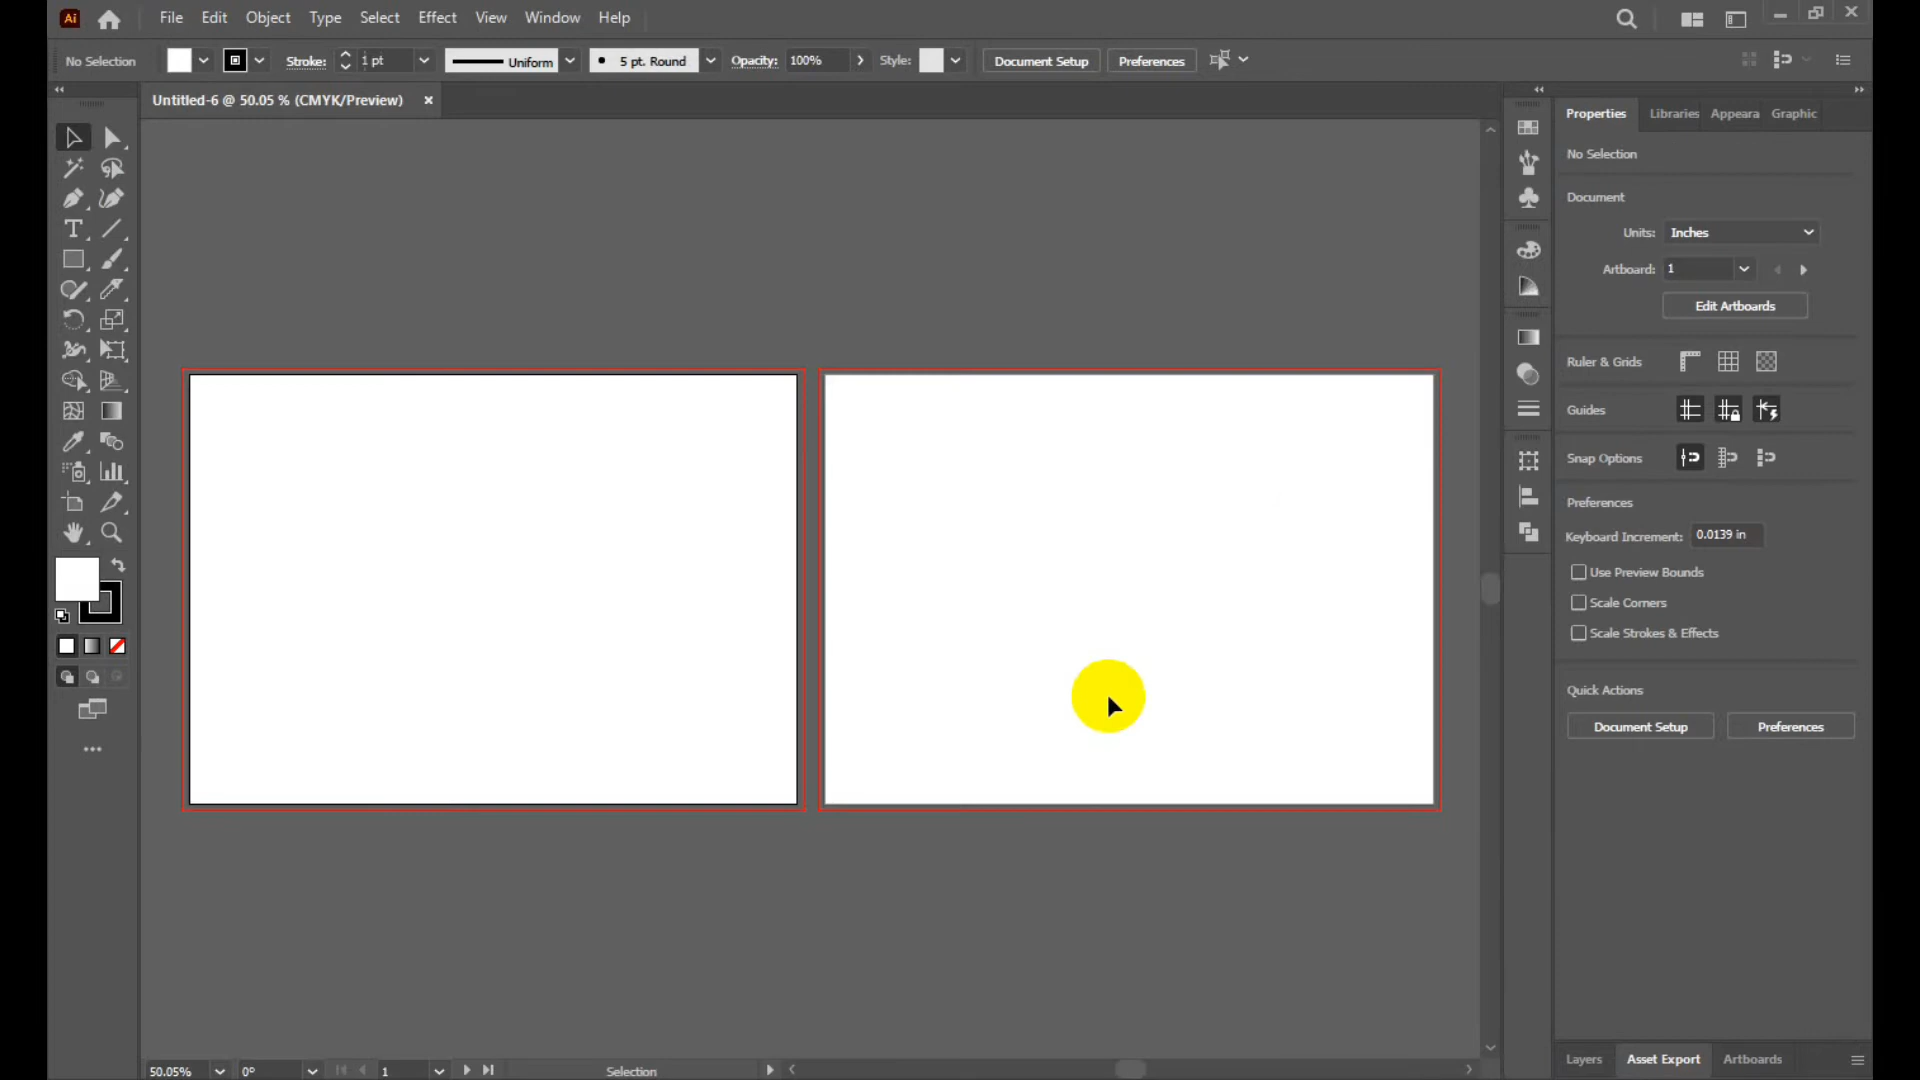 Ai File Edit Object Type Select Effect View Window Help
No Selection Stroke: 1 pt Uniform 5 pt. Round Opacity: 100% Style: Document Setup Preferences
Untitled-6 @ 50.05 % (CMYK/Preview)
Properties Libraries Appeara Graphic
No Selection
Document
Units: Inches
Artboard: 1
Edit Artboards
Ruler & Grids
Guides
Snap Options
Preferences
Keyboard Increment: 0.0139 in
Use Preview Bounds
Scale Corners
Scale Strokes & Effects
Quick Actions
Document Setup Preferences
Layers Asset Export Artboards
50.05% 0° 1 Selection